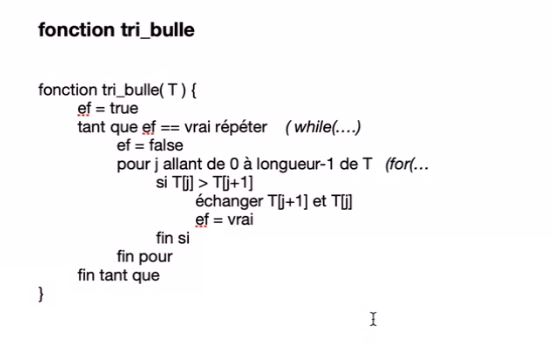 fonction tri_bulle
fonction tri_bulle( T ) {
ef = true
tant que ef == vrai répéter ( while(....)
ef = false
pour j allant de 0 à longueur-1 de T (for(...
si T[j] > T[j+1]
échanger T[j+1] et T[j]
ef = vrai
fin si
fin pour
fin tant que
}